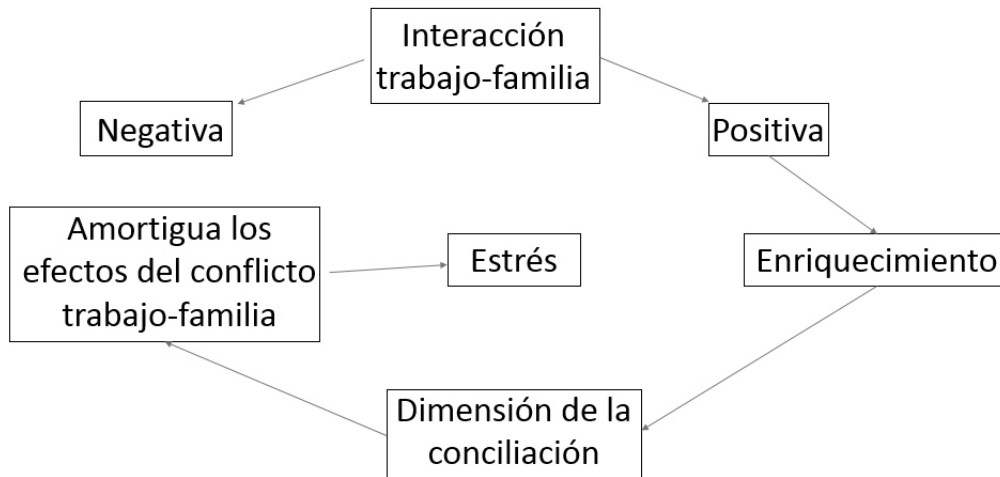 Interacción
trabajo-familia
Negativa
Positiva
Amortigua los
efectos del conflicto
trabajo-familia
Estrés
Enriquecimiento
Dimensión de la
conciliación